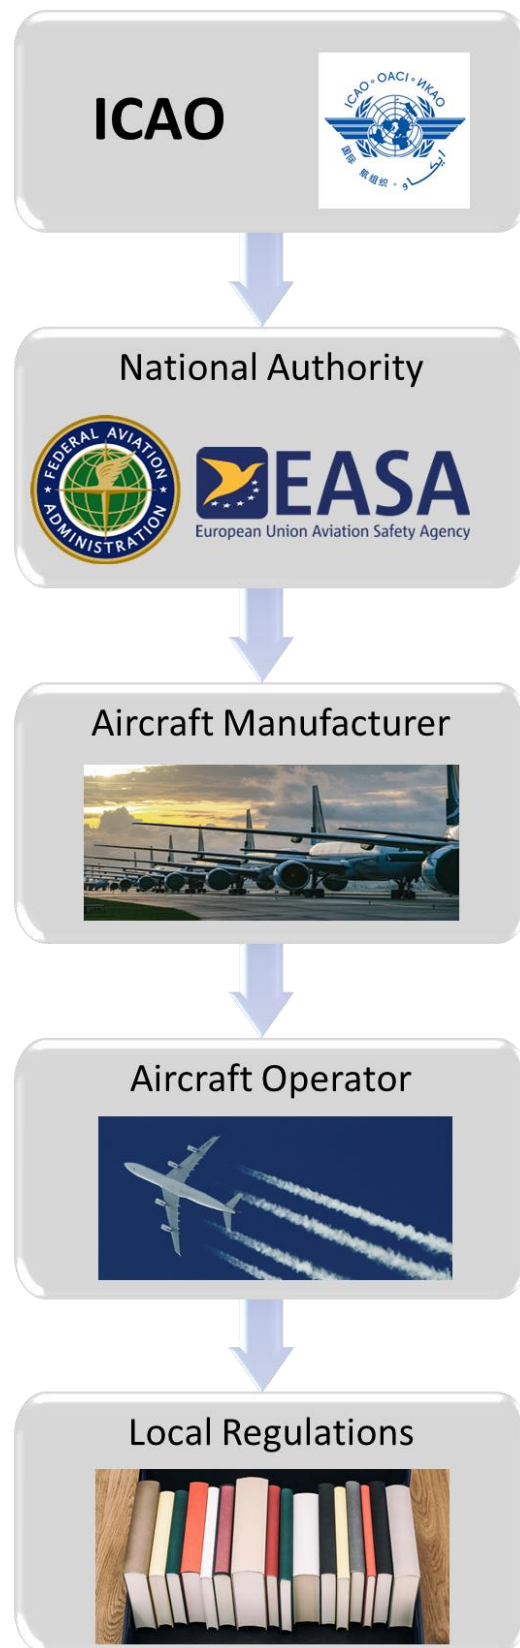 ICAO
ICAO · OACI · ИКАО
国际 航组织 · ايكاو
National Authority
FEDERAL AVIATION
ADMINISTRATION
EASA
European Union Aviation Safety Agency
Aircraft Manufacturer
Aircraft Operator
Local Regulations